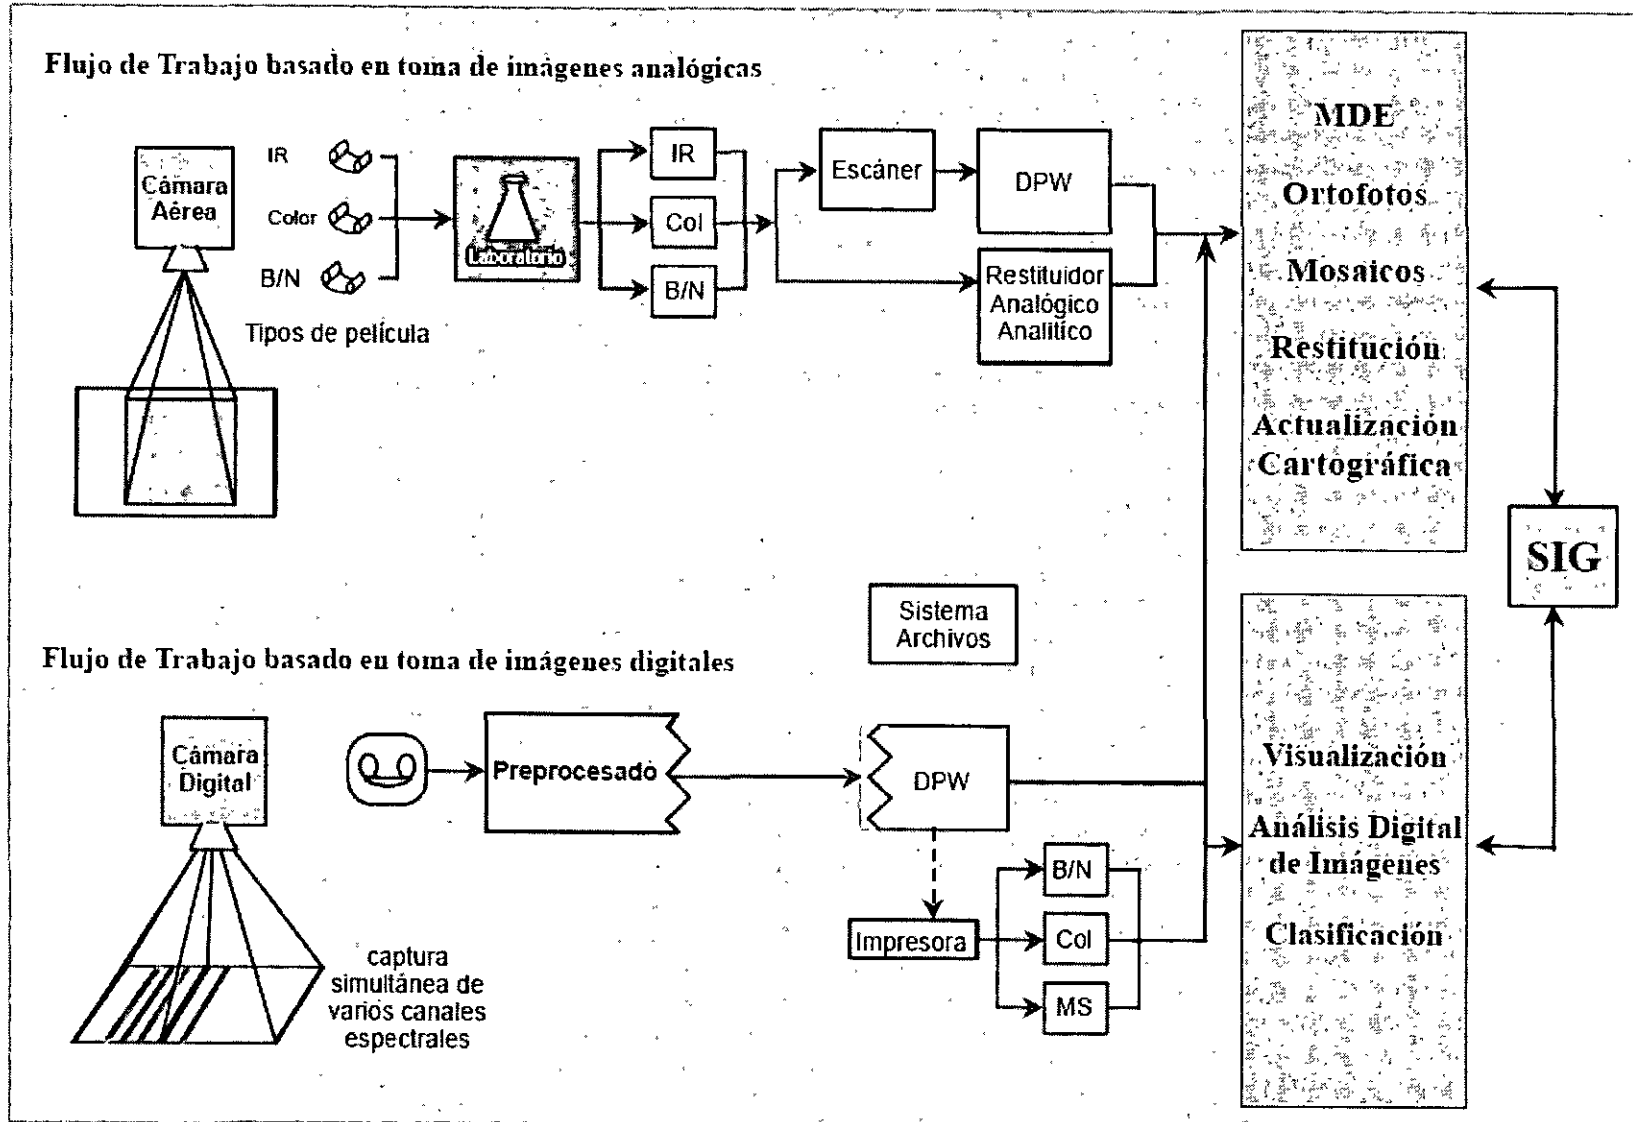 Flujo de Trabajo basado en toma de imágenes analógicas
Cámara
Aérea
IR
Color
B/N
Tipos de película
Laboratorio
IR
Col
B/N
Escáner
DPW
Restituidor
Analógico
Analitíco
MDE
Ortofotos
Mosaicos
Restitución
Actualización
Cartográfica
SIG
Sistema
Archivos
Flujo de Trabajo basado en toma de imágenes digitales
Cámara
Digital
captura
simultánea de
varios canales
espectrales
Preprocesado
DPW
Impresora
B/N
Col
MS
Visualización
Análisis Digital
de Imágenes
Clasificación